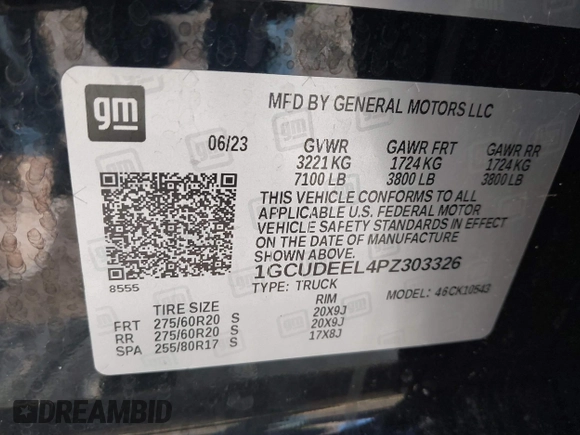 gm
MFD BY GENERAL MOTORS LLC
06/23 GVWR GAWR FRT GAWR RR
3221 KG 1724 KG 1724 KG
7100 LB 3800 LB 3800 LB
THIS VEHICLE CONFORMS TO ALL
APPLICABLE U.S. FEDERAL MOTOR
VEHICLE SAFETY STANDARDS IN EFFECT
ON THE DATE OF MANUFACTURE
SHOWN ABOVE.
1GCUDEEL4PZ303326
8555
TYPE: TRUCK MODEL: 46CK10543
TIRE SIZE RIM
FRT 275/60R20 S 20X9J
RR 275/60R20 S 20X9J
SPA 255/80R17 S 17X8J
DREAMBID